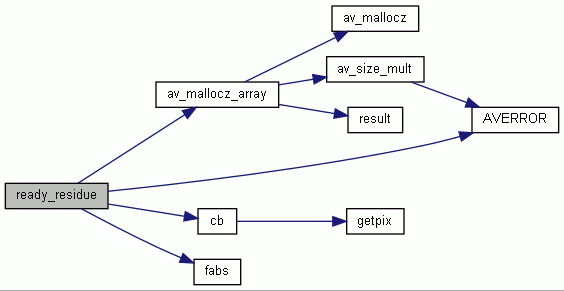 av_mallocz
av_size_mult
av_mallocz_array
result
AVERROR
ready_residue
cb
getpix
fabs